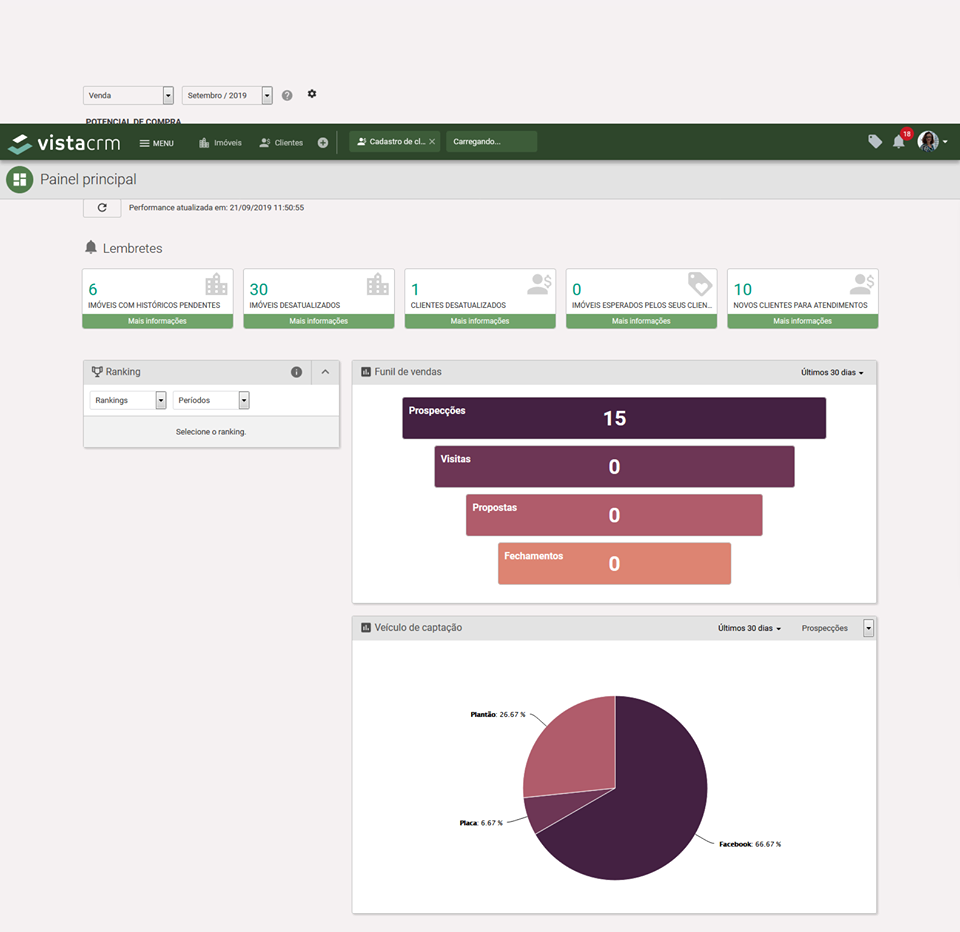 Venda
Setembro / 2019
POTENCIAL DE COMPRA
vistacrm
MENU
Imóveis
Clientes
Cadastro de cl...
Carregando...
18
Painel principal
Performance atualizada em: 21/09/2019 11:50:55
Lembretes
6
IMÓVEIS COM HISTÓRICOS PENDENTES
Mais informações
30
IMÓVEIS DESATUALIZADOS
Mais informações
1
CLIENTES DESATUALIZADOS
Mais informações
0
IMÓVEIS ESPERADOS PELOS SEUS CLIEN...
Mais informações
10
NOVOS CLIENTES PARA ATENDIMENTOS
Mais informações
Ranking
Rankings
Períodos
Selecione o ranking.
Funil de vendas
Últimos 30 dias
Prospecções
15
Visitas
0
Propostas
0
Fechamentos
0
Veículo de captação
Últimos 30 dias
Prospecções
Plantão: 26.67 %
Placa: 6.67 %
Facebook: 66.67 %